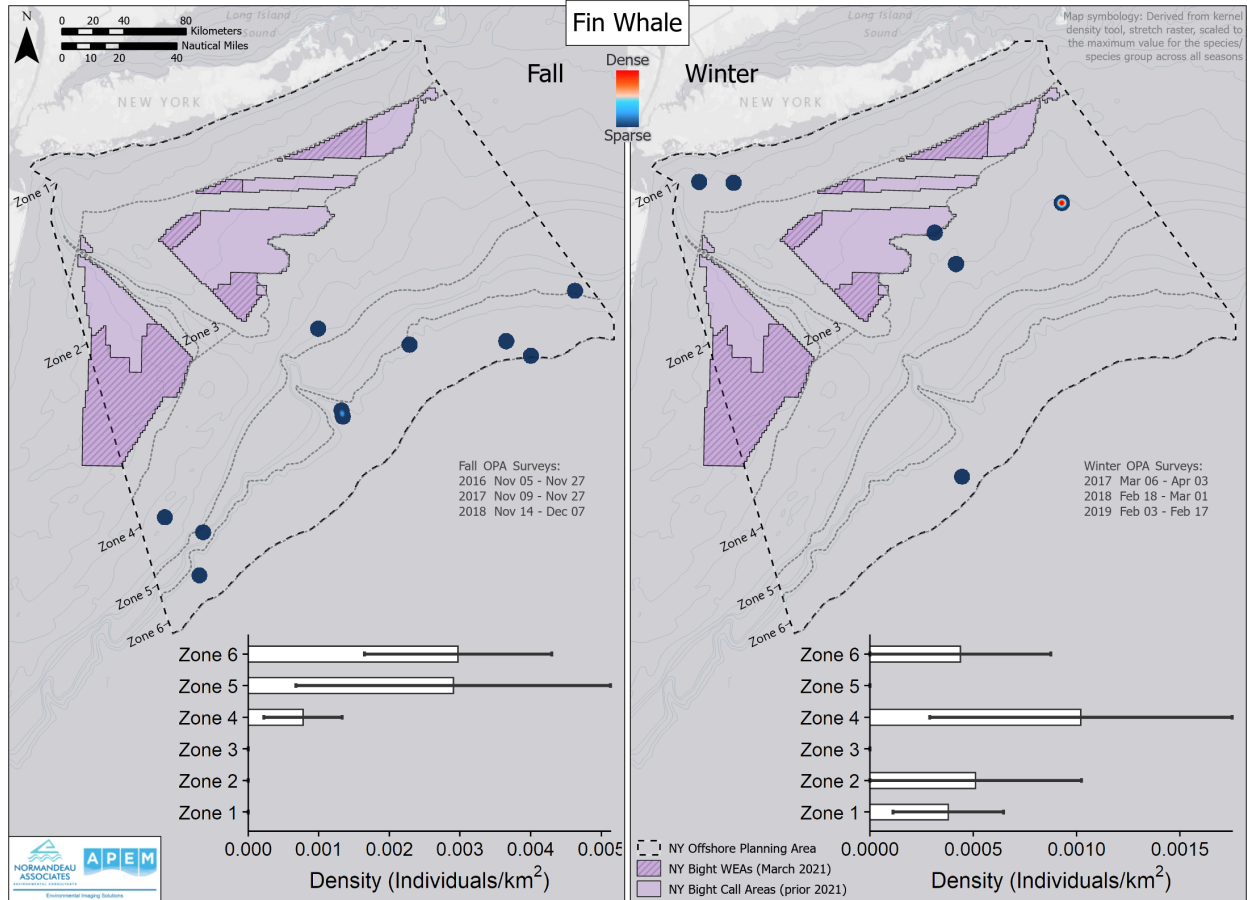 Fin Whale
N
0 20 40 80
Kilometers
Nautical Miles
0 10 20 40
Long Island
Sound
NEW YORK
Fall
Dense
Sparse
Winter
Long Island
Sound
NEW YORK
Map symbology: Derived from kernel
density tool, stretch raster, scaled to
the maximum value for the species/
species group across all seasons
Zone 1
Zone 2
Zone 3
Zone 4
Zone 5
Zone 6
Fall OPA Surveys:
2016 Nov 05 - Nov 27
2017 Nov 09 - Nov 27
2018 Nov 14 - Dec 07
Zone 1
Zone 2
Zone 3
Zone 4
Zone 5
Zone 6
Winter OPA Surveys:
2017 Mar 06 - Apr 03
2018 Feb 18 - Mar 01
2019 Feb 03 - Feb 17
Zone 6
Zone 5
Zone 4
Zone 3
Zone 2
Zone 1
0.000 0.001 0.002 0.003 0.004 0.005
Density (Individuals/km²)
Zone 6
Zone 5
Zone 4
Zone 3
Zone 2
Zone 1
0.0000 0.0005 0.0010 0.0015
Density (Individuals/km²)
NORMANDEAU
ASSOCIATES
ENVIRONMENTAL CONSULTANTS
APEM
Environmental Imaging Solutions
NY Offshore Planning Area
NY Bight WEAs (March 2021)
NY Bight Call Areas (prior 2021)